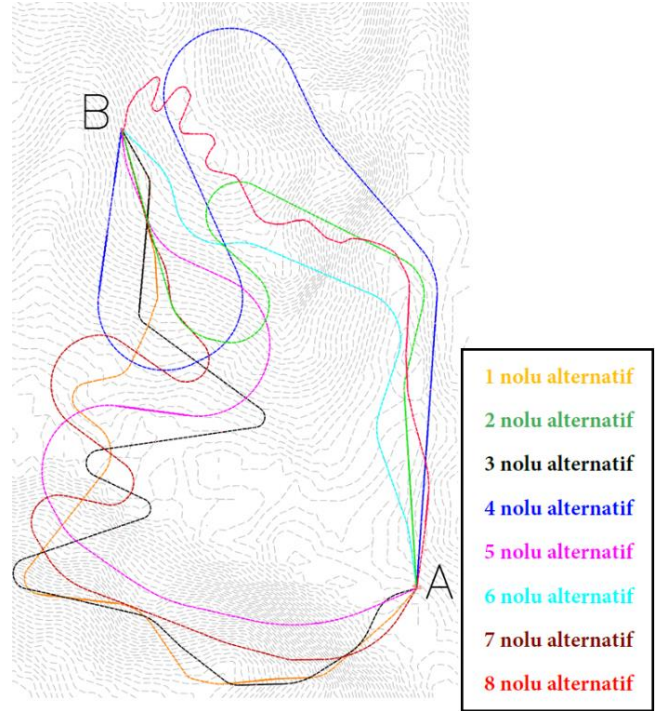 B
A
1 nolu alternatif
2 nolu alternatif
3 nolu alternatif
4 nolu alternatif
5 nolu alternatif
6 nolu alternatif
7 nolu alternatif
8 nolu alternatif